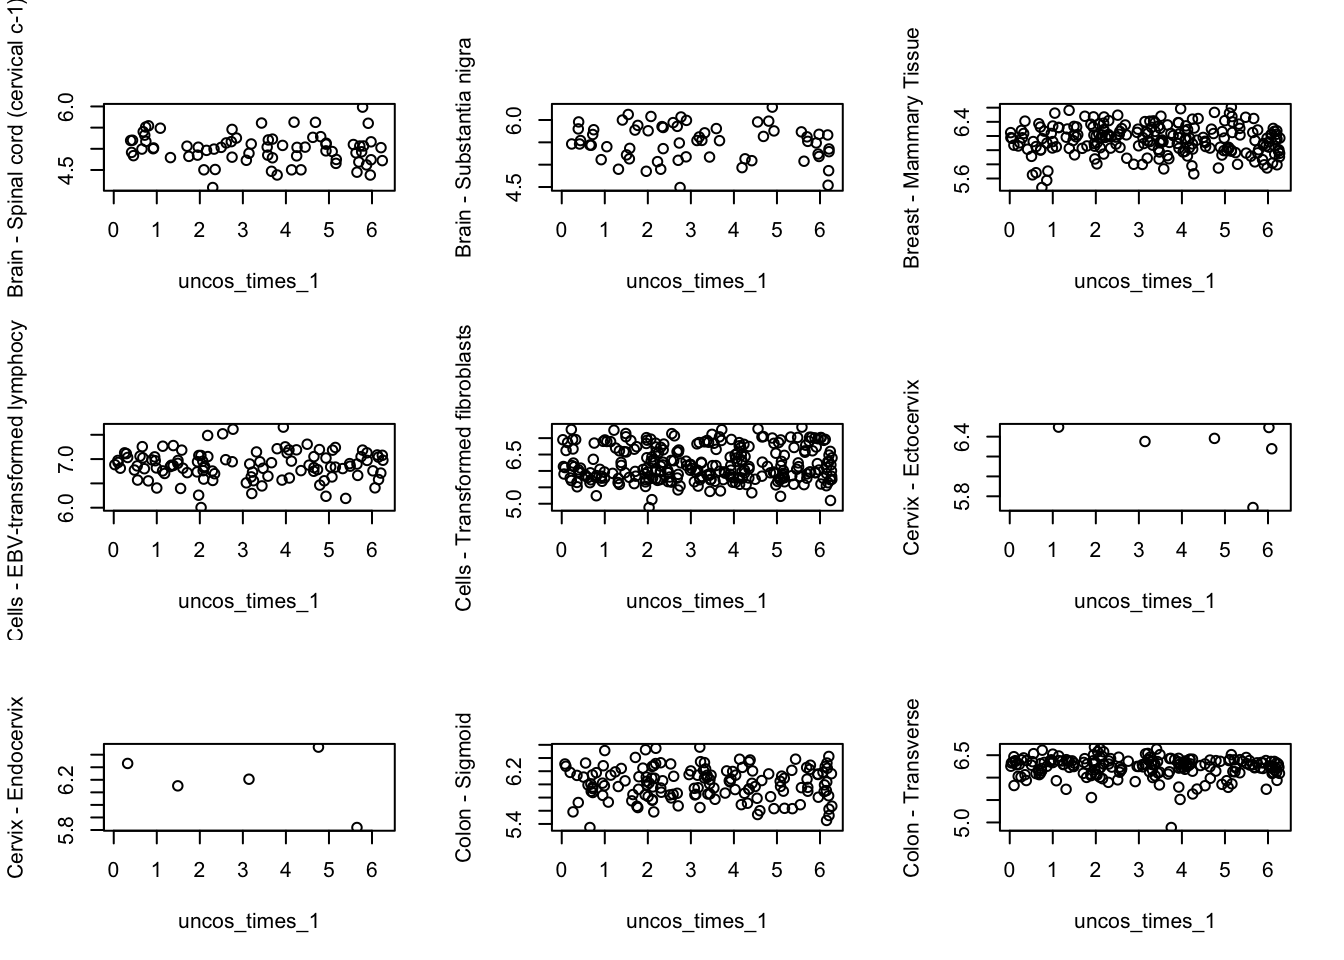 Brain - Spinal cord (cervical c-1)
6.0
4.5
0 1 2 3 4 5 6
uncos_times_1
Brain - Substantia nigra
6.0
4.5
0 1 2 3 4 5 6
uncos_times_1
Breast - Mammary Tissue
6.4
5.6
0 1 2 3 4 5 6
uncos_times_1
Cells - EBV-transformed lymphocy
7.0
6.0
0 1 2 3 4 5 6
uncos_times_1
Cells - Transformed fibroblasts
6.5
5.0
0 1 2 3 4 5 6
uncos_times_1
Cervix - Ectocervix
6.4
5.8
0 1 2 3 4 5 6
uncos_times_1
Cervix - Endocervix
6.2
5.8
0 1 2 3 4 5 6
uncos_times_1
Colon - Sigmoid
6.2
5.4
0 1 2 3 4 5 6
uncos_times_1
Colon - Transverse
6.5
5.0
0 1 2 3 4 5 6
uncos_times_1